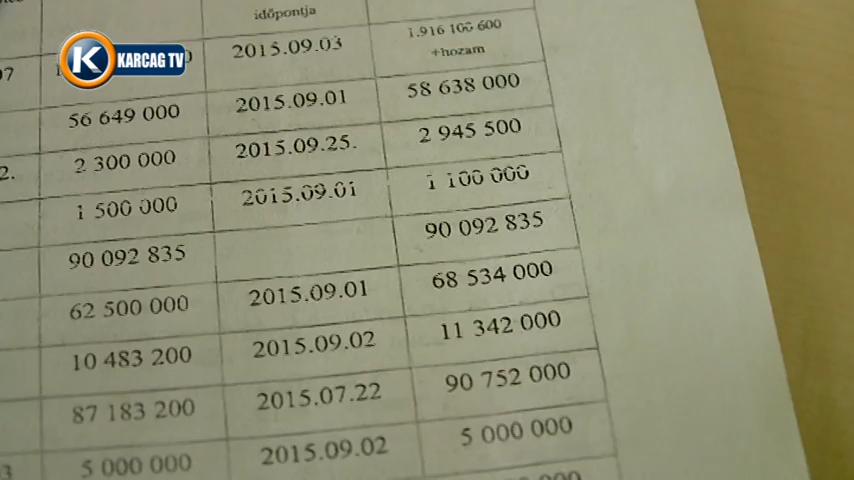 időpontja
K KARCAG TV
2015.09.03
1.916 100 600
+hozam
56 649 000 2015.09.01 58 638 000
2 300 000 2015.09.25. 2 945 500
1 500 000 2015.09.01 1 100 000
90 092 835 90 092 835
62 500 000 2015.09.01 68 534 000
10 483 200 2015.09.02 11 342 000
87 183 200 2015.07.22 90 752 000
5 000 000 2015.09.02 5 000 000